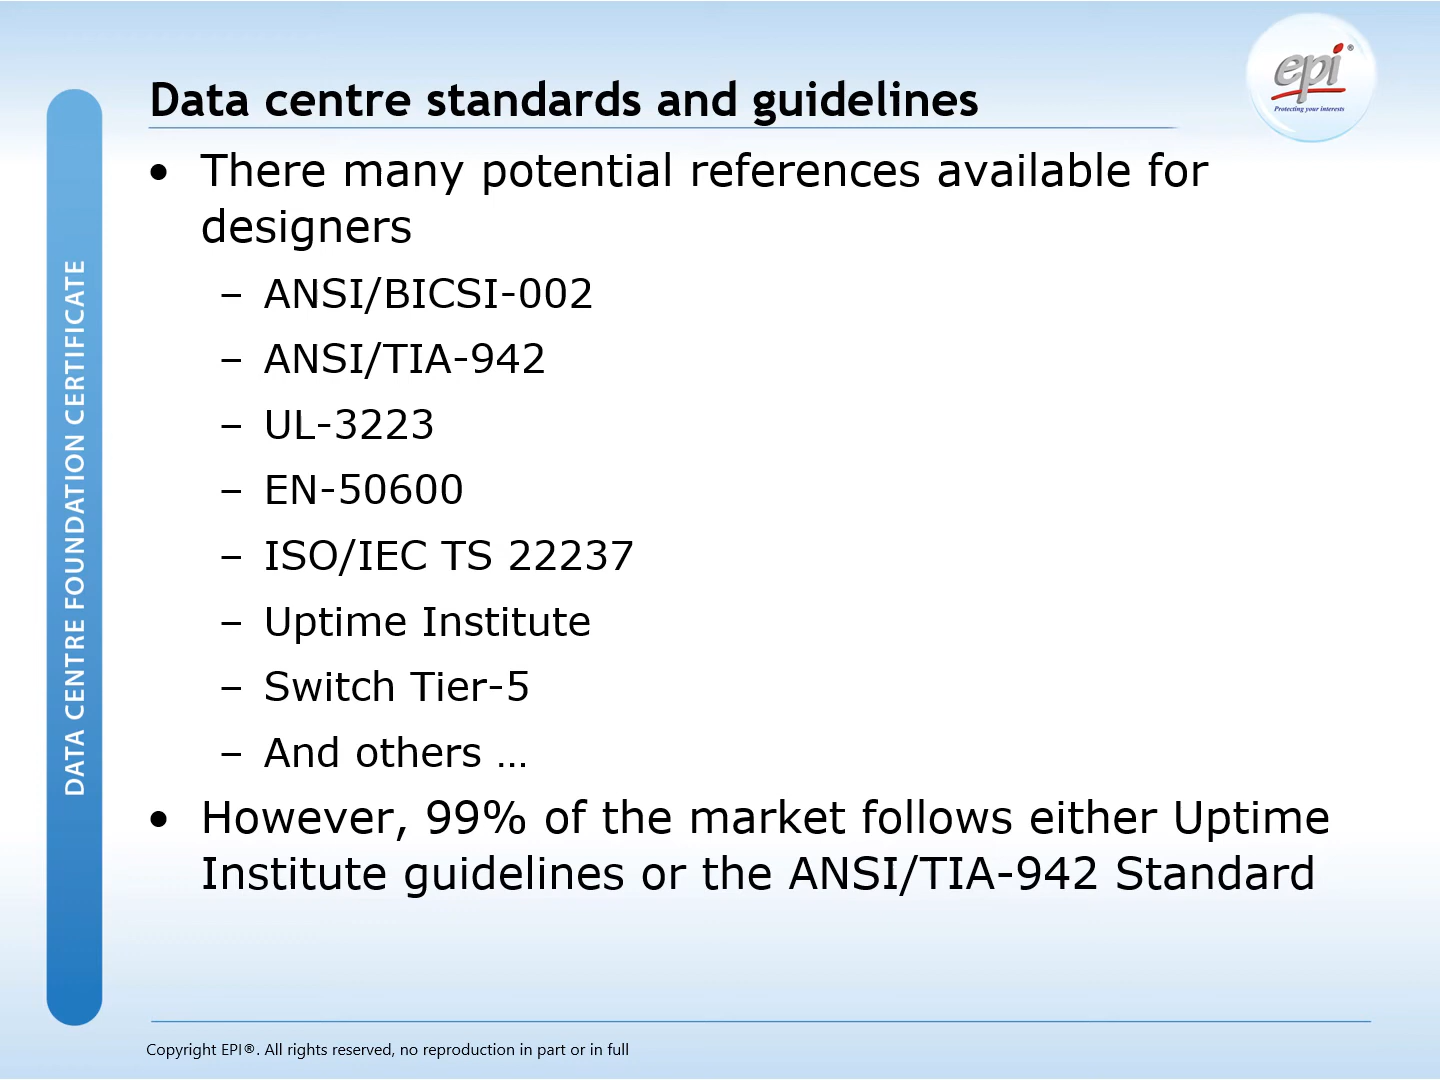 Data centre standards and guidelines
epi®
Protecting your interests
DATA CENTRE FOUNDATION CERTIFICATE
• There many potential references available for
designers
– ANSI/BICSI-002
– ANSI/TIA-942
– UL-3223
– EN-50600
– ISO/IEC TS 22237
– Uptime Institute
– Switch Tier-5
– And others …
• However, 99% of the market follows either Uptime
Institute guidelines or the ANSI/TIA-942 Standard
Copyright EPI®. All rights reserved, no reproduction in part or in full